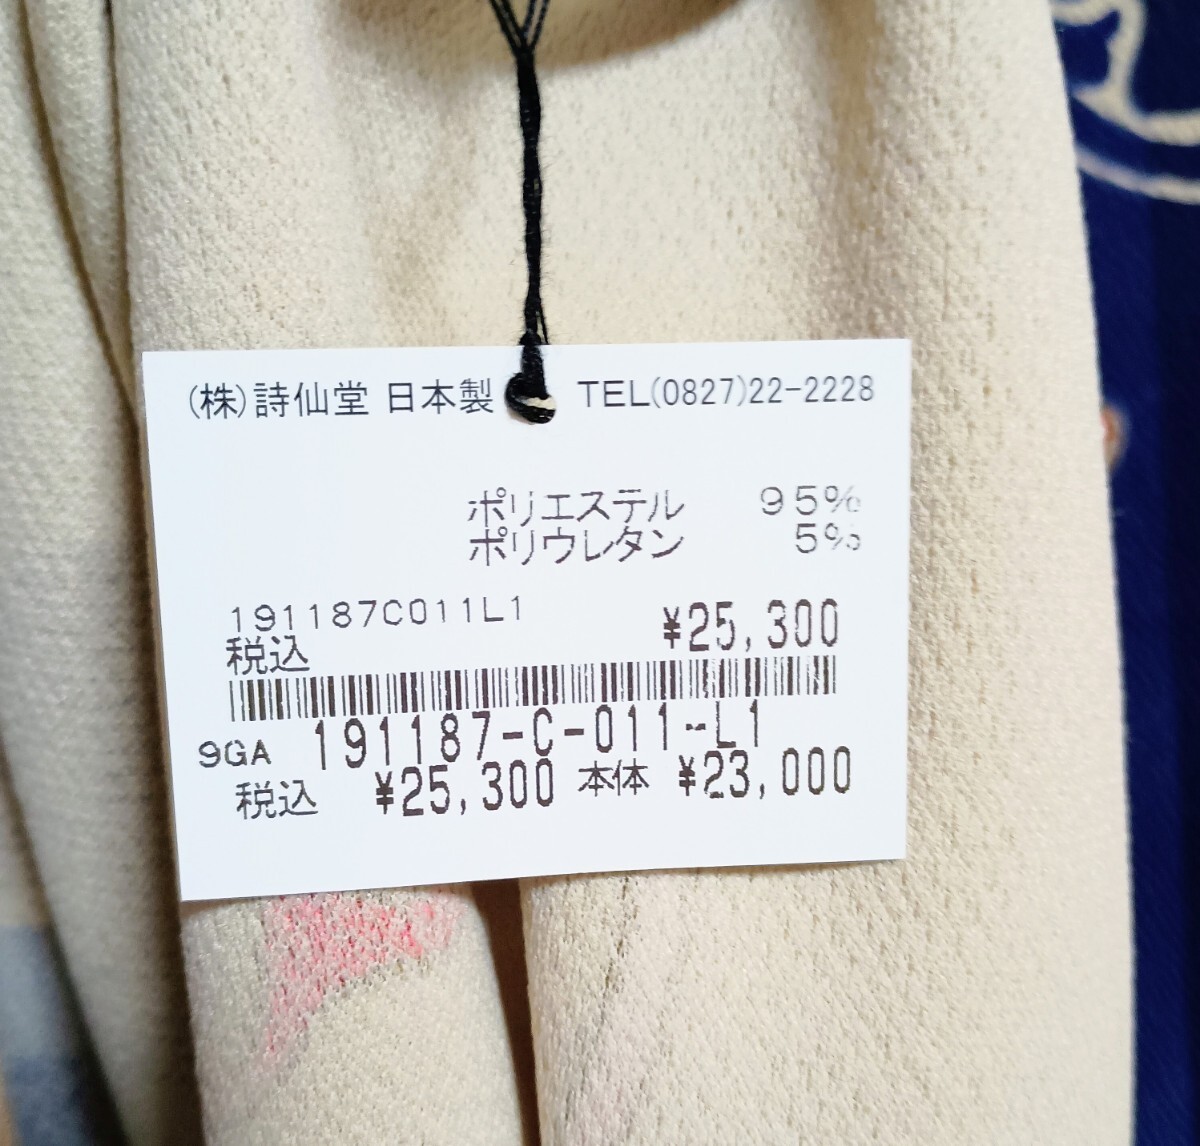 (株)詩仙堂 日本製 TEL(0827)22-2228
ポリエステル 95%
ポリウレタン 5%
191187C011L1 ¥25,300
税込
9GA 191187-C-011-L1
税込 ¥25,300 本体 ¥23,000